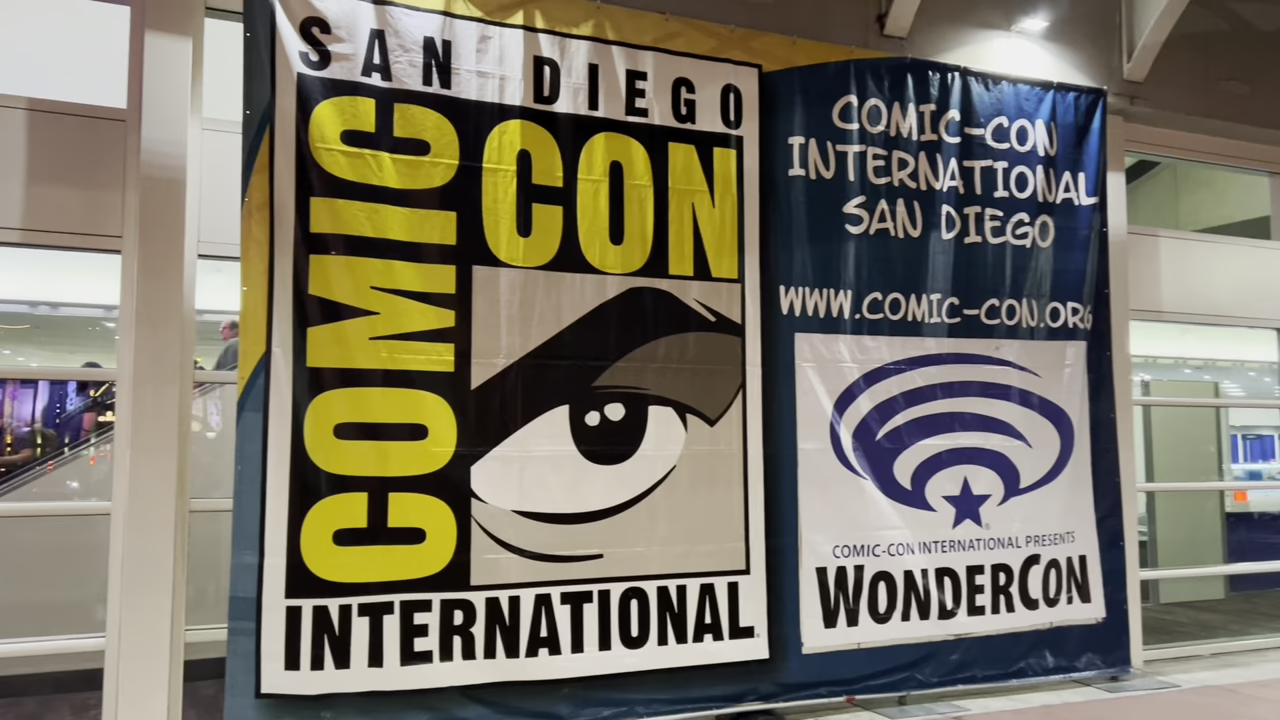 SAN DIEGO
COMIC
CON
INTERNATIONAL
COMIC-CON
INTERNATIONAL
SAN DIEGO
WWW.COMIC-CON.ORG
COMIC-CON INTERNATIONAL PRESENTS
WONDERCON